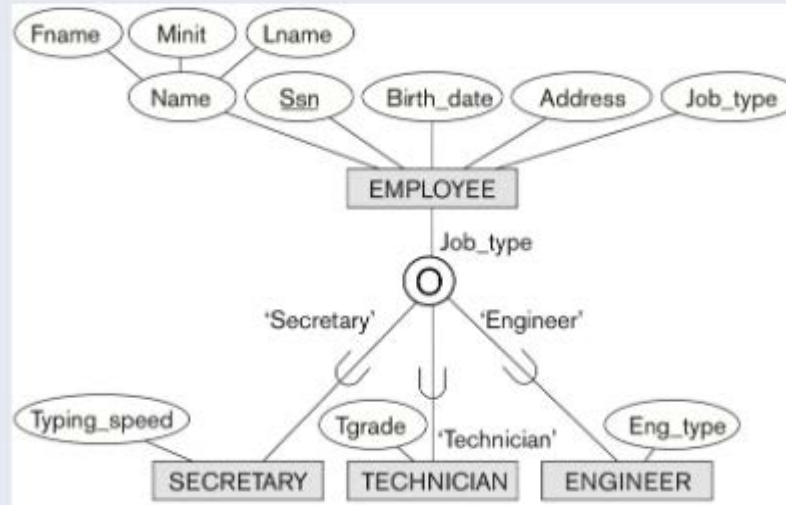 Fname Minit Lname
Name Ssn Birth_date Address Job_type
EMPLOYEE
Job_type
O
'Secretary' 'Engineer'
Typing_speed Tgrade 'Technician' Eng_type
SECRETARY TECHNICIAN ENGINEER